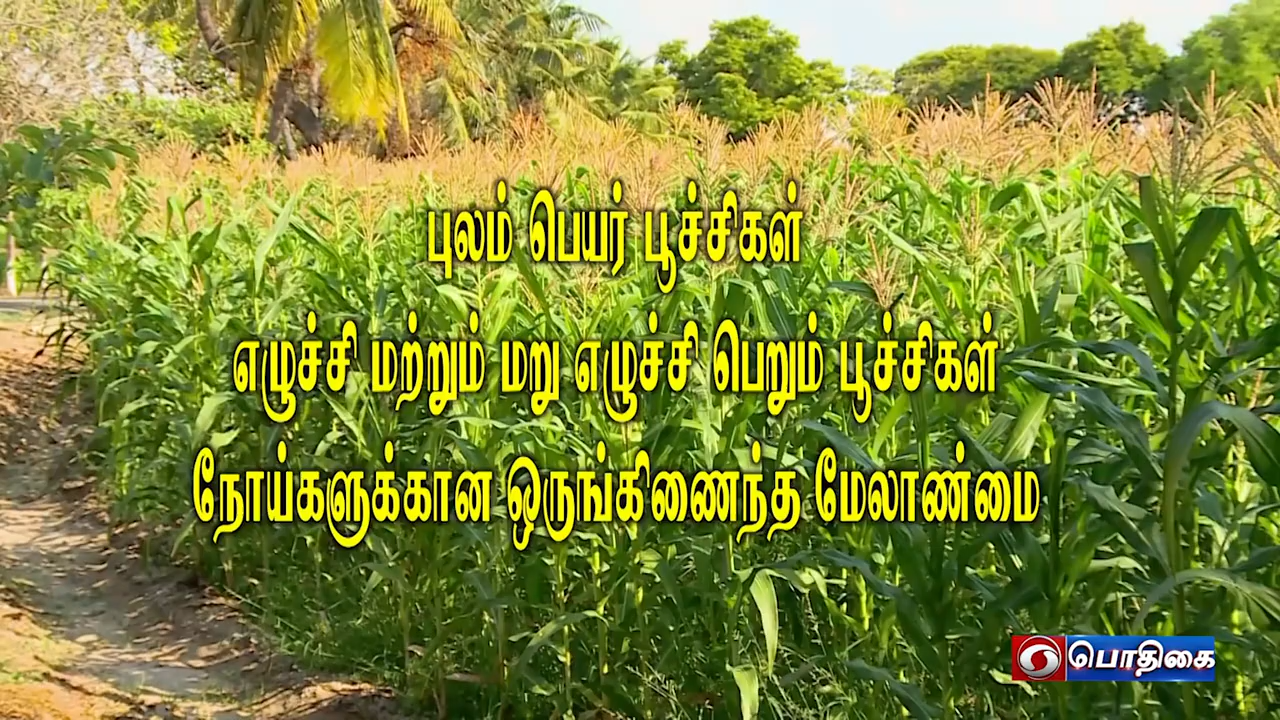 புலம் பெயர் பூச்சிகள்
எழுச்சி மற்றும் மறு எழுச்சி பெறும் பூச்சிகள்
நோய்களுக்கான ஒருங்கிணைந்த மேலாண்மை
பொதிகை